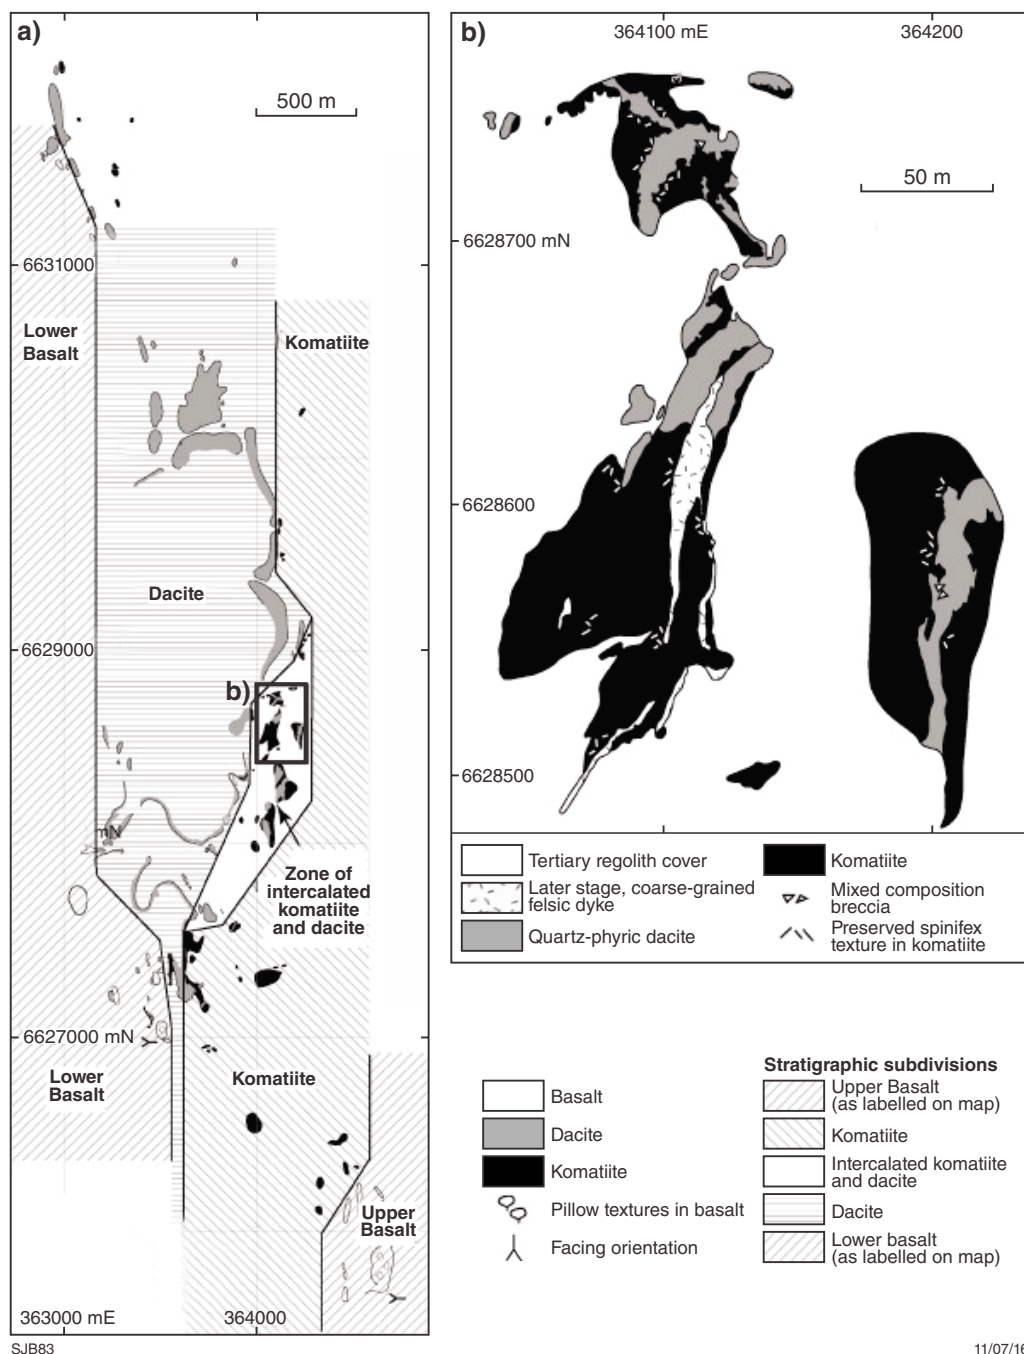 a)
500 m
6631000
Lower
Basalt
Komatiite
Dacite
6629000
b)
mN
Zone of
intercalated
komatiite
and dacite
6627000 mN
Lower
Basalt
Komatiite
Upper
Basalt
363000 mE
364000
SJB83
b)
364100 mE
364200
50 m
6628700 mN
6628600
6628500
Tertiary regolith cover
Later stage, coarse-grained
felsic dyke
Quartz-phyric dacite
Komatiite
Mixed composition
breccia
Preserved spinifex
texture in komatiite
Basalt
Dacite
Komatiite
Pillow textures in basalt
Facing orientation
Stratigraphic subdivisions
Upper Basalt
(as labelled on map)
Komatiite
Intercalated komatiite
and dacite
Dacite
Lower basalt
(as labelled on map)
11/07/16